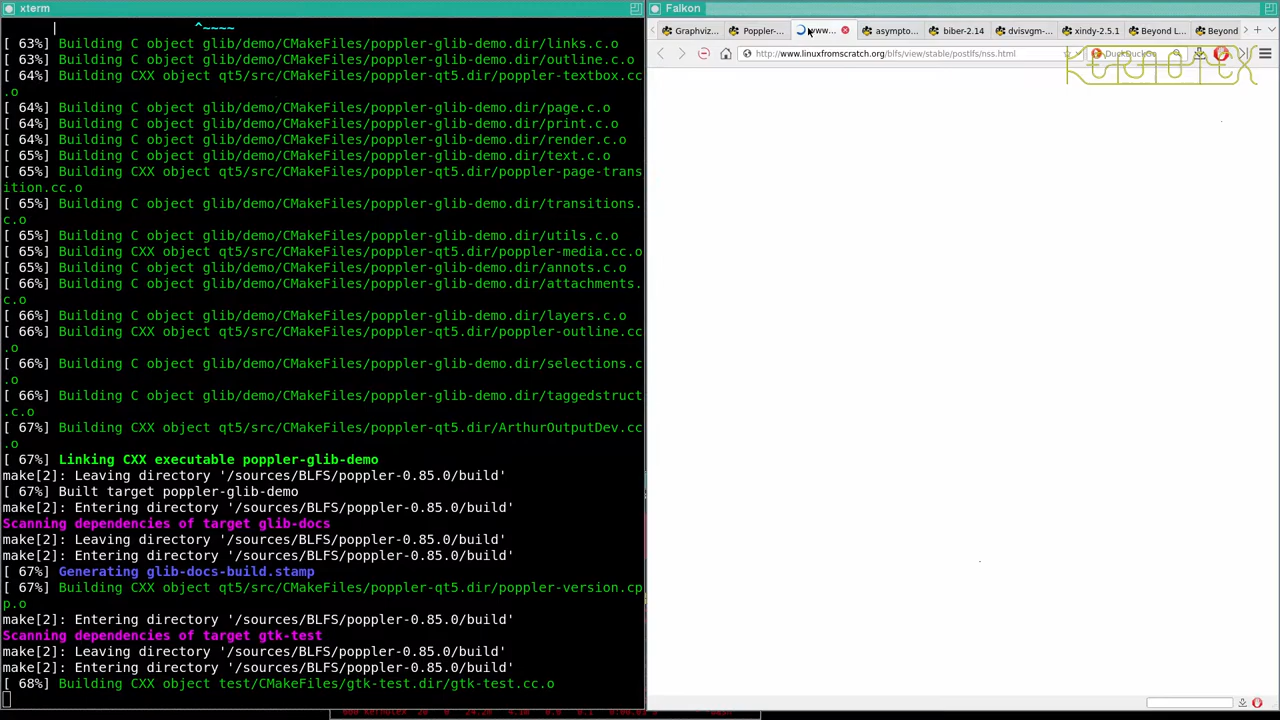 xterm
^~~~~
[ 63%] Building C object glib/demo/CMakeFiles/poppler-glib-demo.dir/links.c.o
[ 63%] Building C object glib/demo/CMakeFiles/poppler-glib-demo.dir/outline.c.o
[ 64%] Building CXX object qt5/src/CMakeFiles/poppler-qt5.dir/poppler-textbox.cc
.o
[ 64%] Building C object glib/demo/CMakeFiles/poppler-glib-demo.dir/page.c.o
[ 64%] Building C object glib/demo/CMakeFiles/poppler-glib-demo.dir/print.c.o
[ 64%] Building C object glib/demo/CMakeFiles/poppler-glib-demo.dir/render.c.o
[ 65%] Building C object glib/demo/CMakeFiles/poppler-glib-demo.dir/text.c.o
[ 65%] Building CXX object qt5/src/CMakeFiles/poppler-qt5.dir/poppler-page-trans
ition.cc.o
[ 65%] Building C object glib/demo/CMakeFiles/poppler-glib-demo.dir/transitions.
c.o
[ 65%] Building C object glib/demo/CMakeFiles/poppler-glib-demo.dir/utils.c.o
[ 65%] Building CXX object qt5/src/CMakeFiles/poppler-qt5.dir/poppler-media.cc.o
[ 65%] Building C object glib/demo/CMakeFiles/poppler-glib-demo.dir/annots.c.o
[ 66%] Building C object glib/demo/CMakeFiles/poppler-glib-demo.dir/attachments.
c.o
[ 66%] Building C object glib/demo/CMakeFiles/poppler-glib-demo.dir/layers.c.o
[ 66%] Building CXX object qt5/src/CMakeFiles/poppler-qt5.dir/poppler-outline.cc
.o
[ 66%] Building C object glib/demo/CMakeFiles/poppler-glib-demo.dir/selections.c
.o
[ 66%] Building C object glib/demo/CMakeFiles/poppler-glib-demo.dir/taggedstruct
.c.o
[ 67%] Building CXX object qt5/src/CMakeFiles/poppler-qt5.dir/ArthurOutputDev.cc
.o
[ 67%] Linking CXX executable poppler-glib-demo
make[2]: Leaving directory '/sources/BLFS/poppler-0.85.0/build'
[ 67%] Built target poppler-glib-demo
make[2]: Entering directory '/sources/BLFS/poppler-0.85.0/build'
Scanning dependencies of target glib-docs
make[2]: Leaving directory '/sources/BLFS/poppler-0.85.0/build'
make[2]: Entering directory '/sources/BLFS/poppler-0.85.0/build'
[ 67%] Generating glib-docs-build.stamp
[ 67%] Building CXX object qt5/src/CMakeFiles/poppler-qt5.dir/poppler-version.cp
p.o
make[2]: Entering directory '/sources/BLFS/poppler-0.85.0/build'
Scanning dependencies of target gtk-test
make[2]: Leaving directory '/sources/BLFS/poppler-0.85.0/build'
make[2]: Entering directory '/sources/BLFS/poppler-0.85.0/build'
[ 68%] Building CXX object test/CMakeFiles/gtk-test.dir/gtk-test.cc.o
Falkon
Graphviz... Poppler-... www... asympto... biber-2.14 dvisvgm-... xindy-2.5.1 Beyond L... Beyond
http://www.linuxfromscratch.org/blfs/view/stable/postlfs/nss.html DuckDuckGo